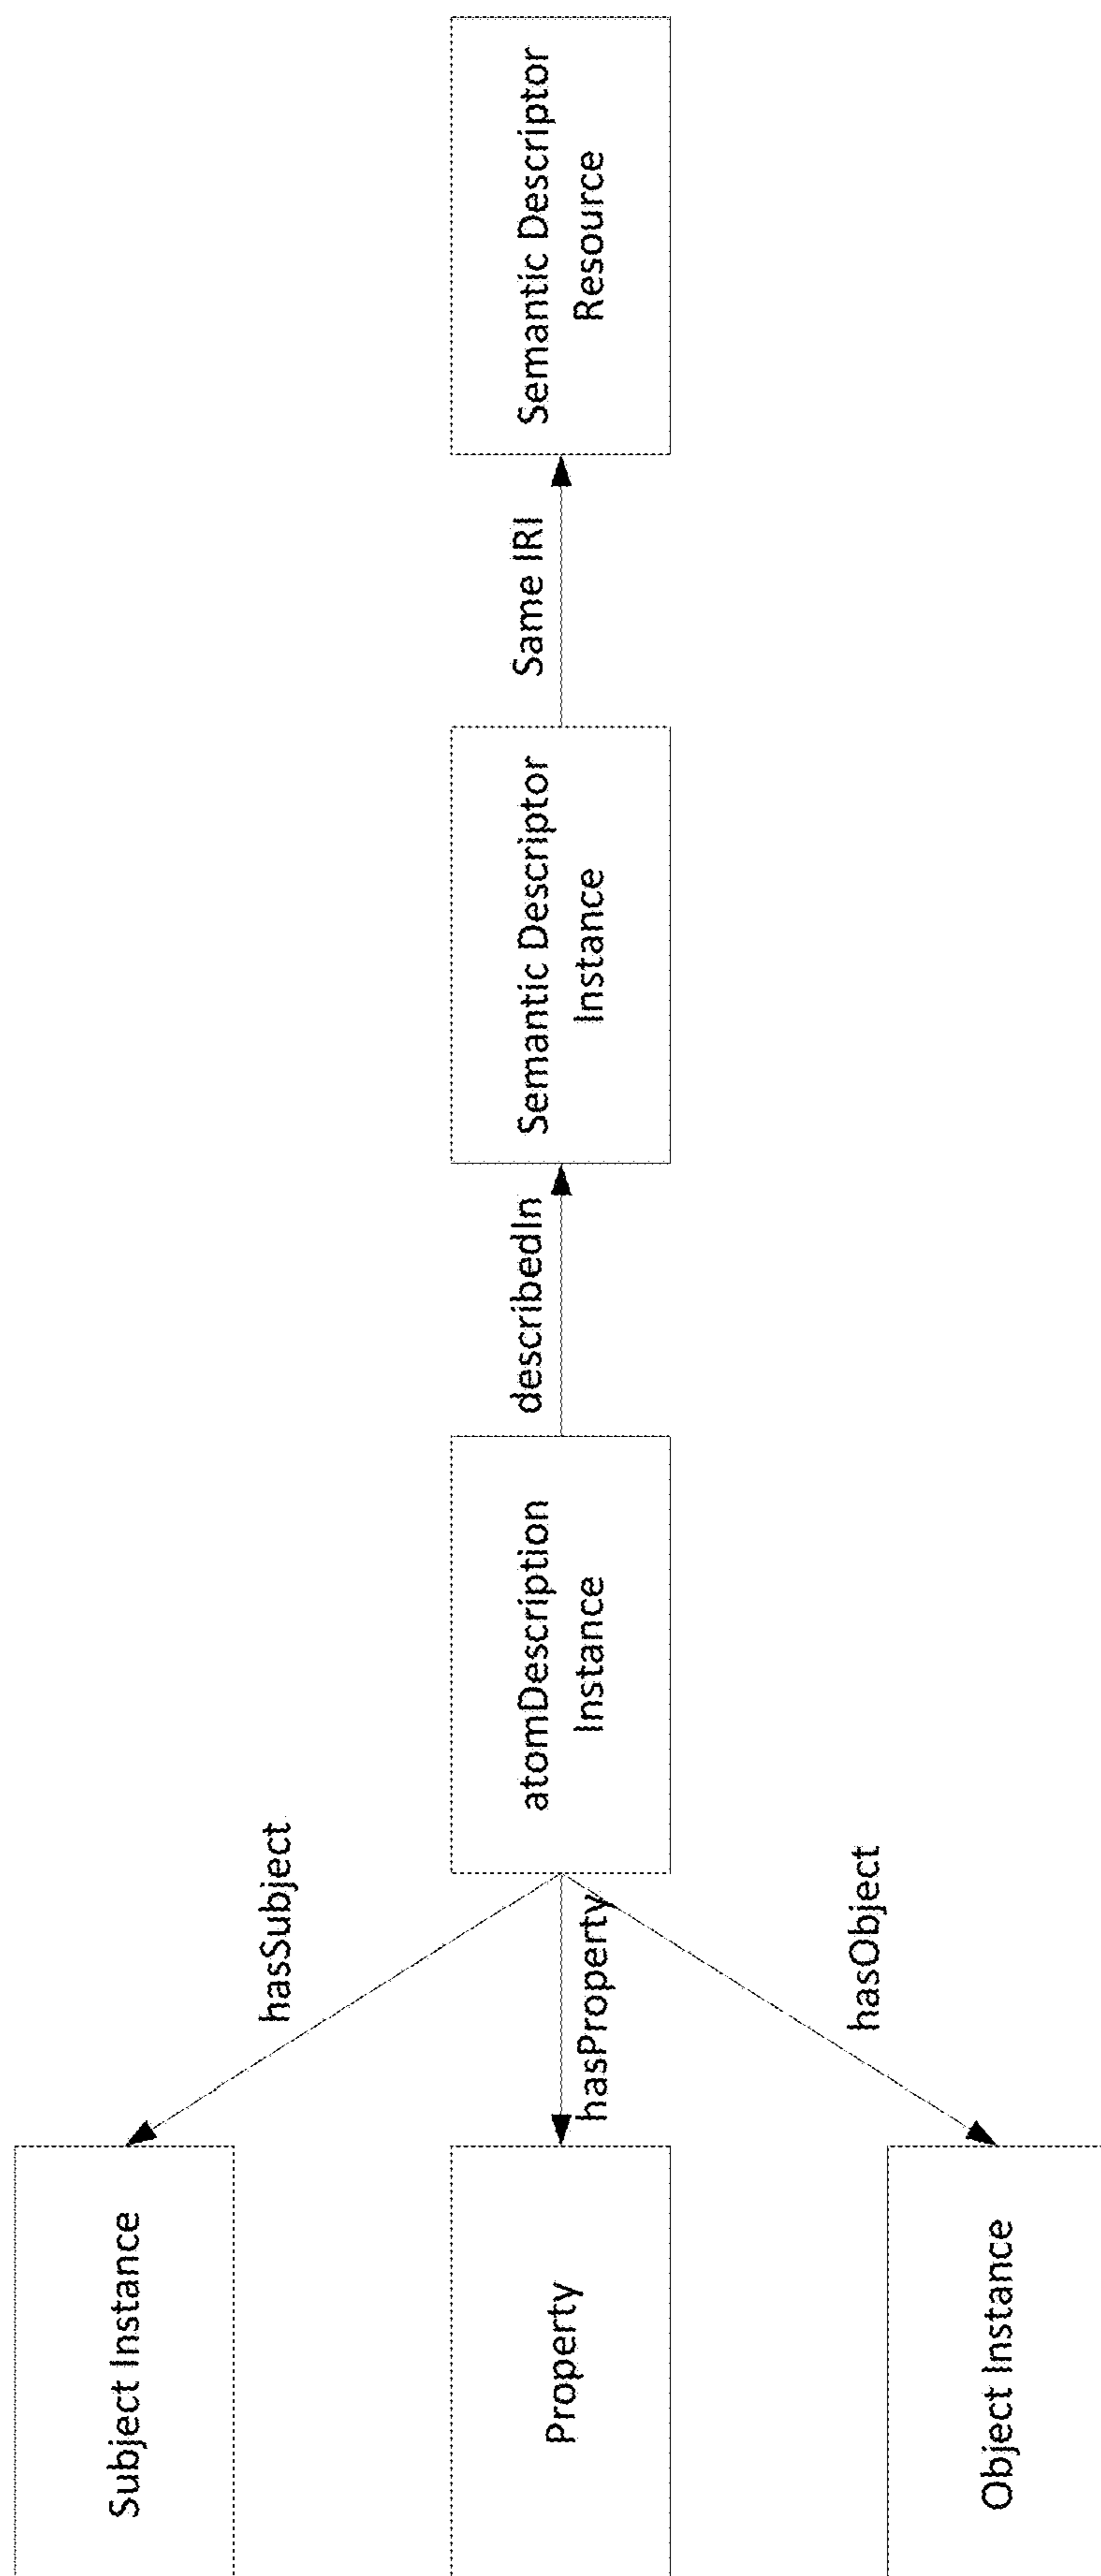 Subject Instance
hasSubject
Property
hasProperty
Object Instance
hasObject
atomDescription
Instance
describedIn
Semantic Descriptor
Instance
Same IRI
Semantic Descriptor
Resource